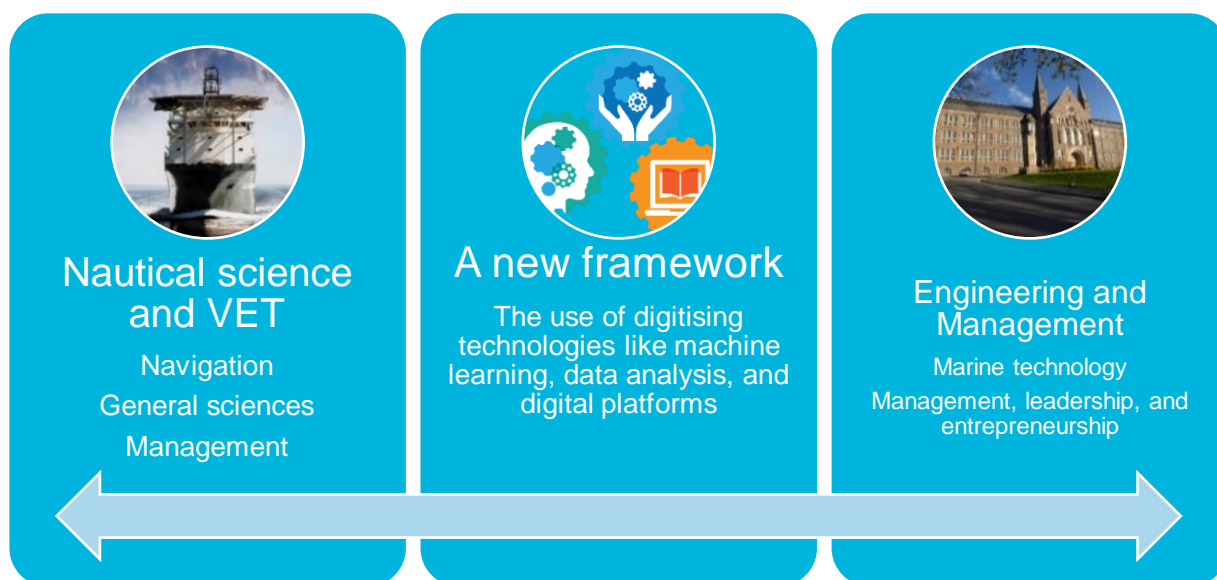 Nautical science
and VET
Navigation
General sciences
Management
A new framework
The use of digitising
technologies like machine
learning, data analysis, and
digital platforms
Engineering and
Management
Marine technology
Management, leadership, and
entrepreneurship